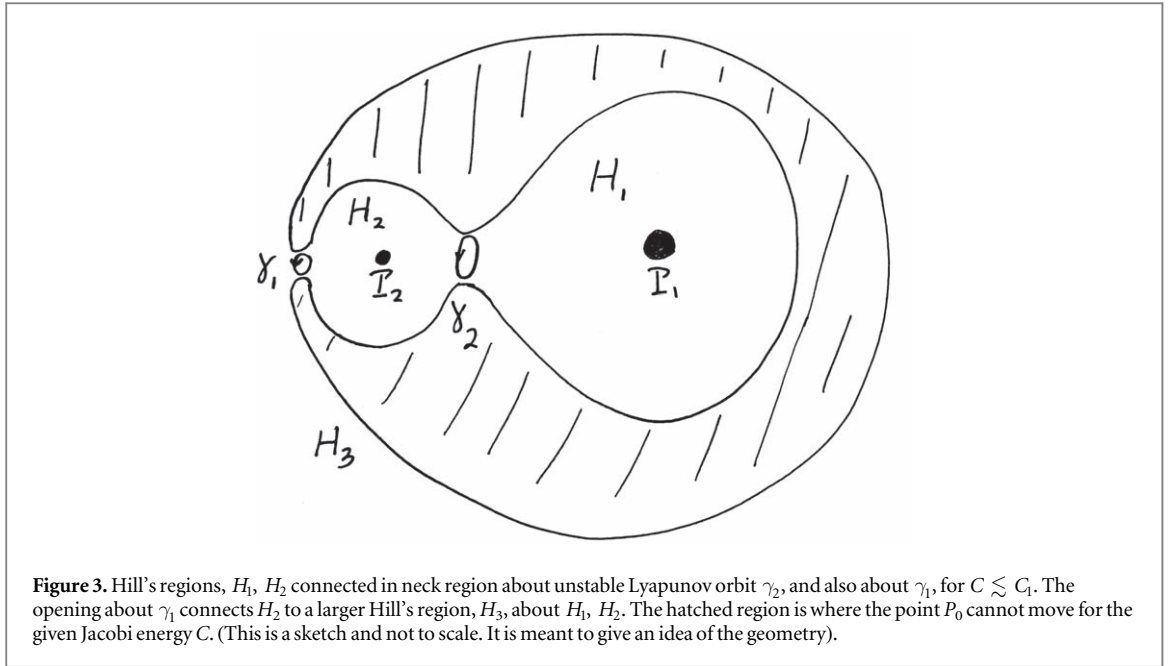 H₁
H₂
γ₁
P₂
P₁
γ₂
H₃
Figure 3. Hill's regions, H₁, H₂ connected in neck region about unstable Lyapunov orbit γ₂, and also about γ₁, for C ≲ C₁. The
opening about γ₁ connects H₂ to a larger Hill's region, H₃, about H₁, H₂. The hatched region is where the point P₀ cannot move for the
given Jacobi energy C. (This is a sketch and not to scale. It is meant to give an idea of the geometry).